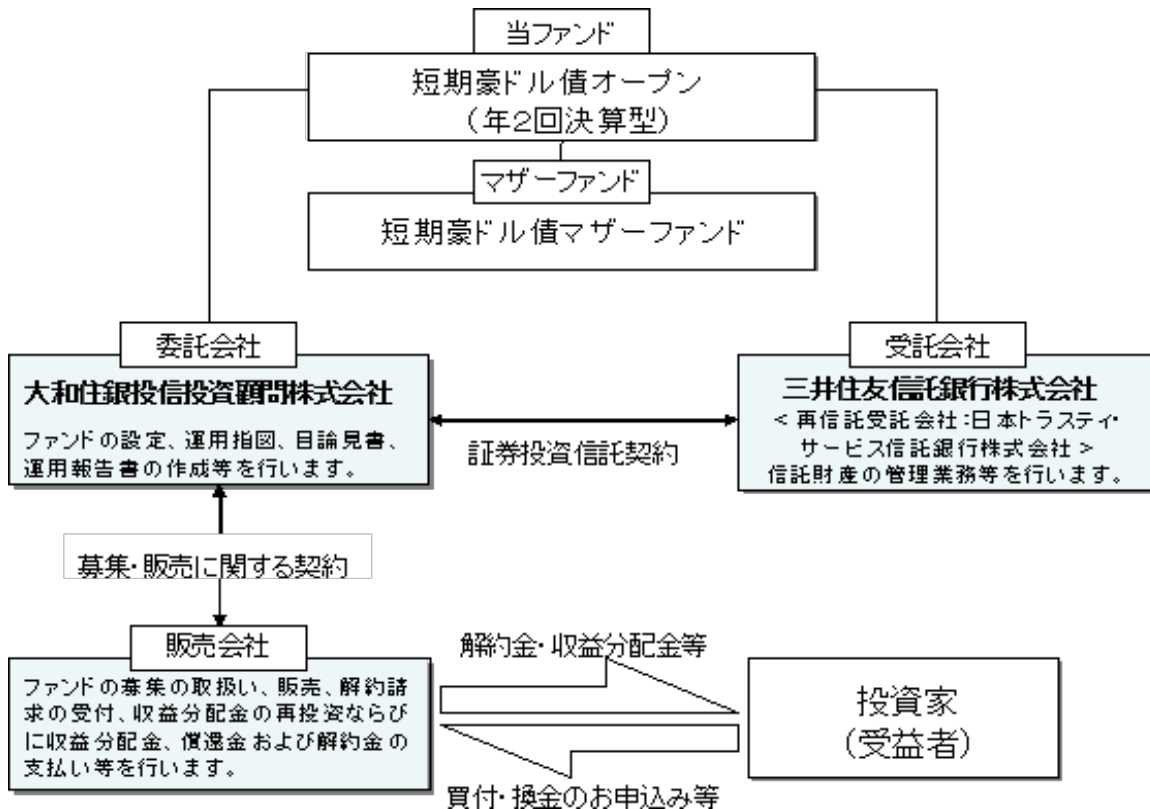 当ファンド
短期豪ドル債オープン
(年2回決算型)
マザーファンド
短期豪ドル債マザーファンド
委託会社
大和住銀投信投資顧問株式会社
ファンドの設定、運用指図、目論見書、
運用報告書の作成等を行います。
証券投資信託契約
受託会社
三井住友信託銀行株式会社
<再信託受託会社:日本トラスティ・
サービス信託銀行株式会社>
信託財産の管理業務等を行います。
募集・販売に関する契約
販売会社
ファンドの募集の取扱い、販売、解約請
求の受付、収益分配金の再投資ならび
に収益分配金、償還金および解約金の
支払い等を行います。
解約金・収益分配金等
買付・換金のお申込み等
投資家
(受益者)